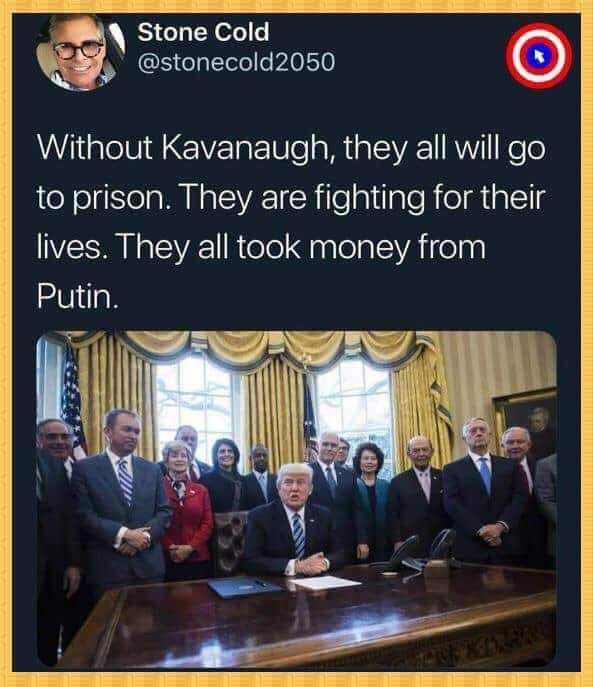 Stone Cold
@stonecold2050
Without Kavanaugh, they all will go
to prison. They are fighting for their
lives. They all took money from
Putin.